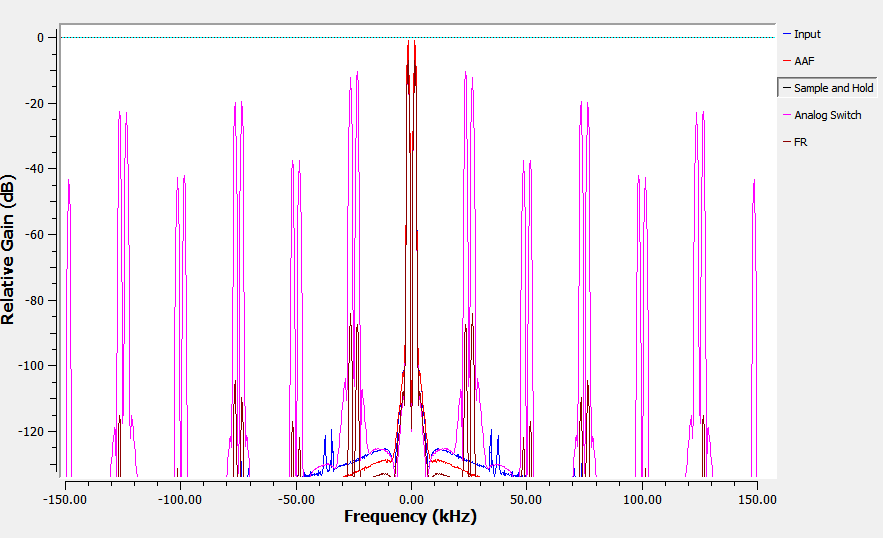 0
-20
-40
-60
-80
-100
-120
Relative Gain (dB)
-150.00 -100.00 -50.00 0.00 50.00 100.00 150.00
Frequency (kHz)
Input
AAF
Sample and Hold
Analog Switch
FR